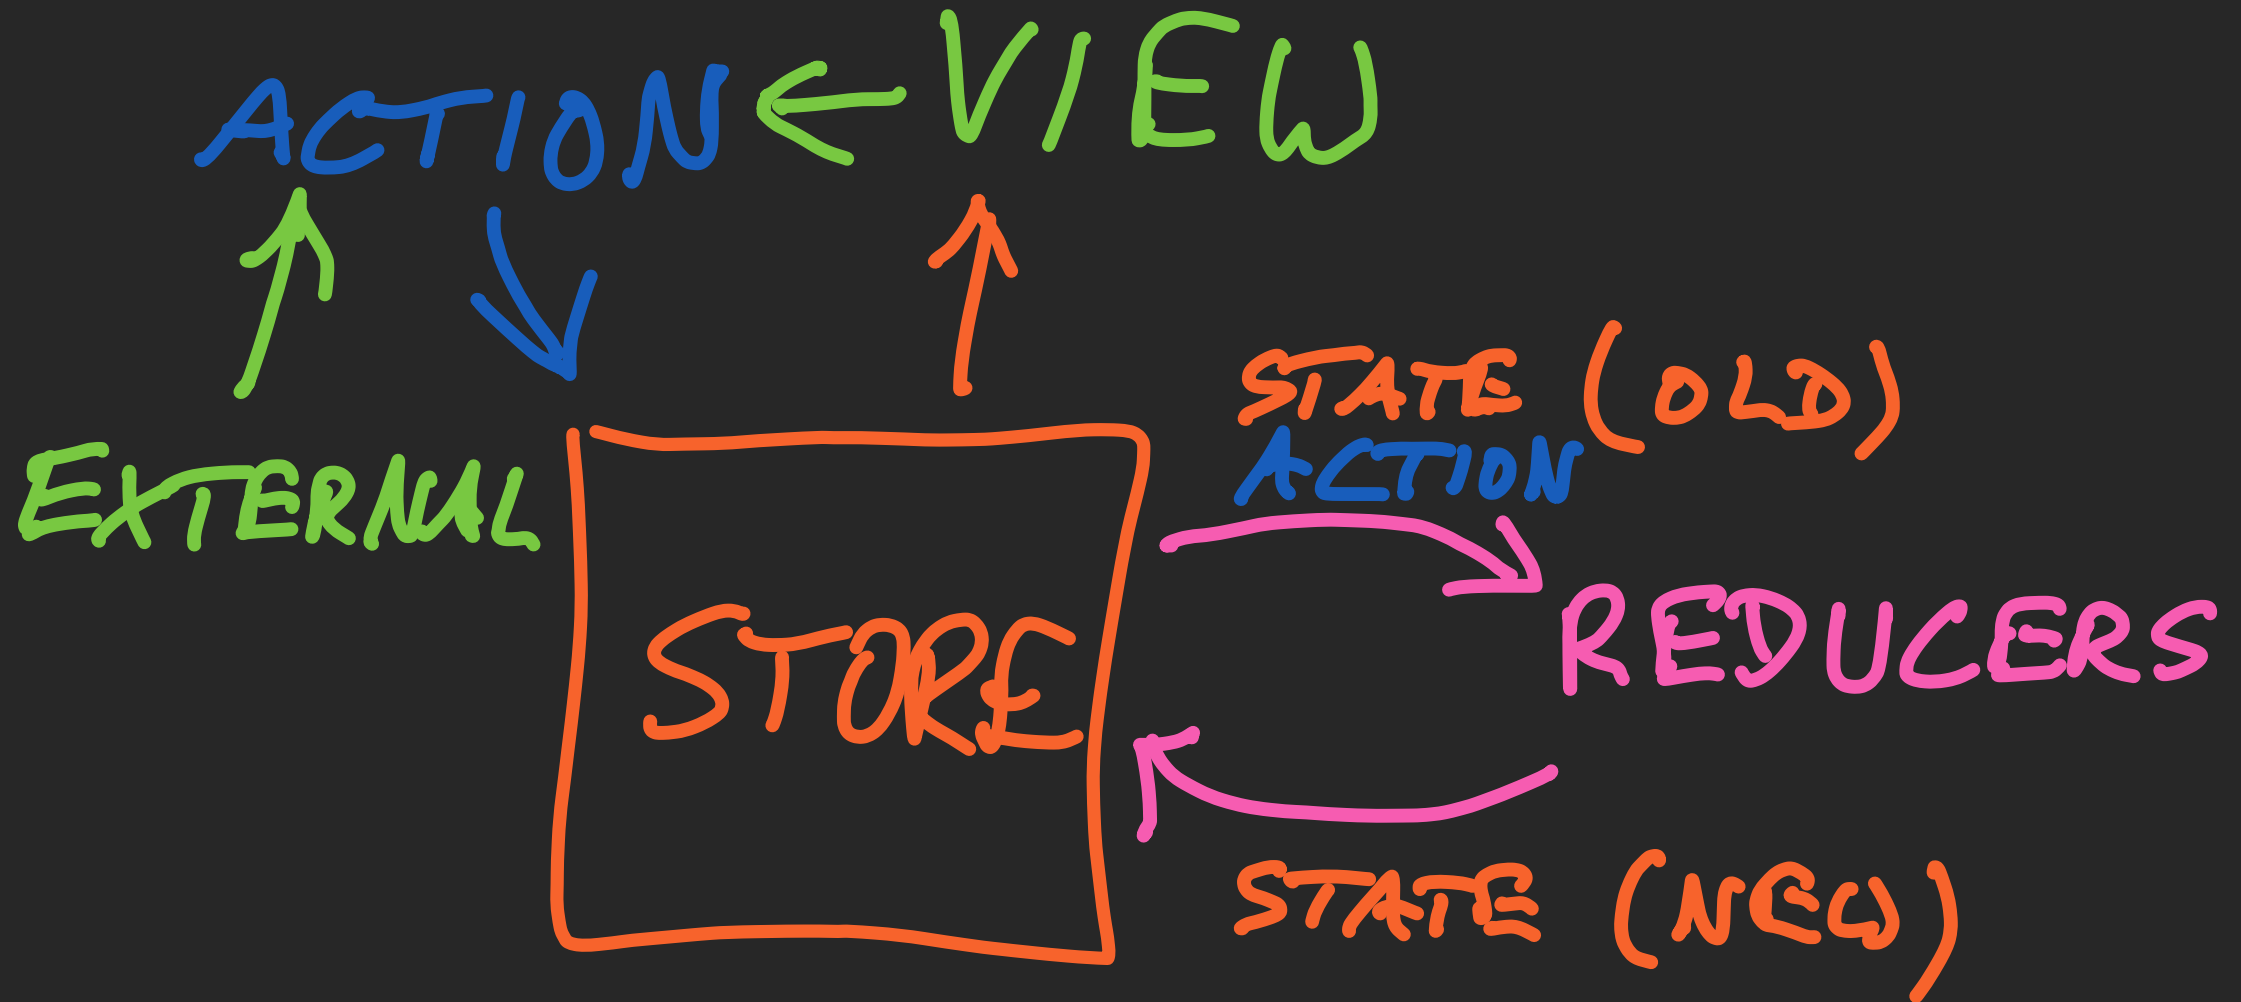 ACTION ← VIEW
STATE (OLD)
ACTION
EXTERNAL
STORE
REDUCERS
STATE (NEW)